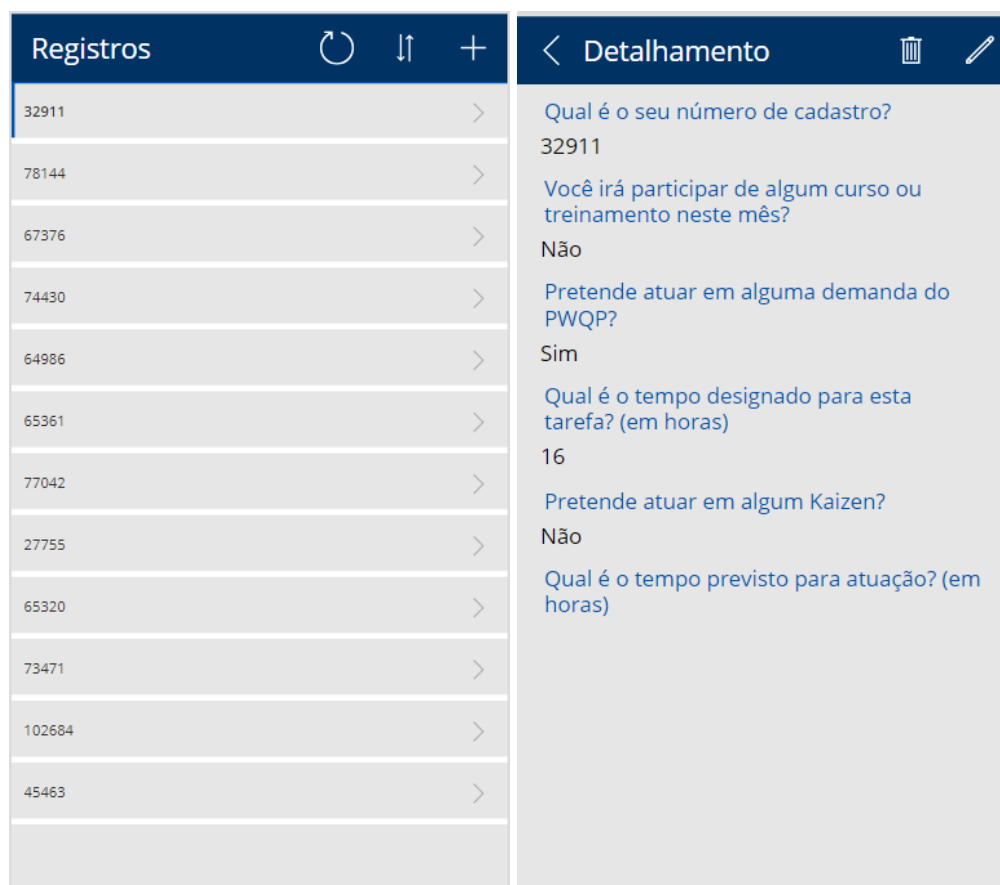 Registros
32911
78144
67376
74430
64986
65361
77042
27755
65320
73471
102684
45463
Detalhamento
Qual é o seu número de cadastro?
32911
Você irá participar de algum curso ou
treinamento neste mês?
Não
Pretende atuar em alguma demanda do
PWQP?
Sim
Qual é o tempo designado para esta
tarefa? (em horas)
16
Pretende atuar em algum Kaizen?
Não
Qual é o tempo previsto para atuação? (em
horas)